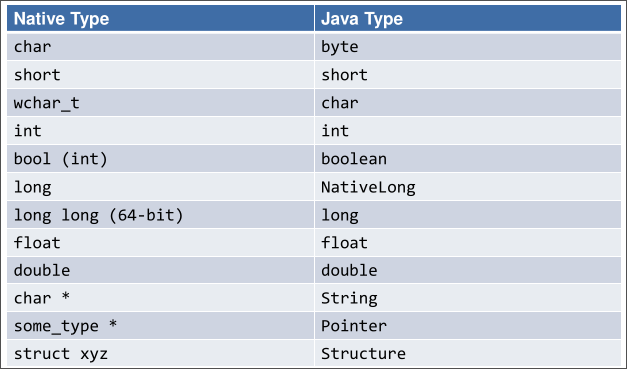 Native Type Java Type
char byte
short short
wchar_t char
int int
bool (int) boolean
long NativeLong
long long (64-bit) long
float float
double double
char * String
some_type * Pointer
struct xyz Structure